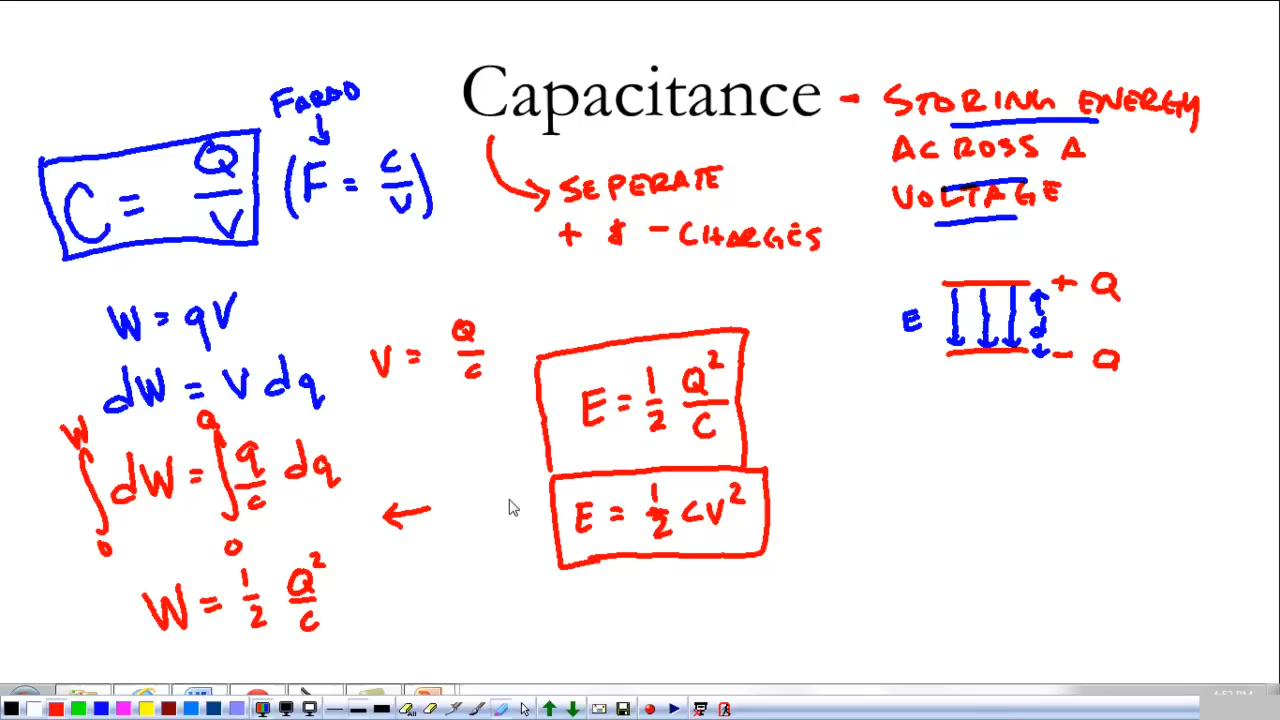 Capacitance - STORING ENERGY
ACROSS A
VOLTAGE
FARAD
C = Q/V (F = C/V)
SEPERATE
+ & - CHARGES
+ Q
E d
- Q
W = qV
dW = V dq
V = Q/C
∫₀^W dW = ∫₀^Q q/C dq
W = 1/2 Q²/C
E = 1/2 Q²/C
E = 1/2 CV²
All